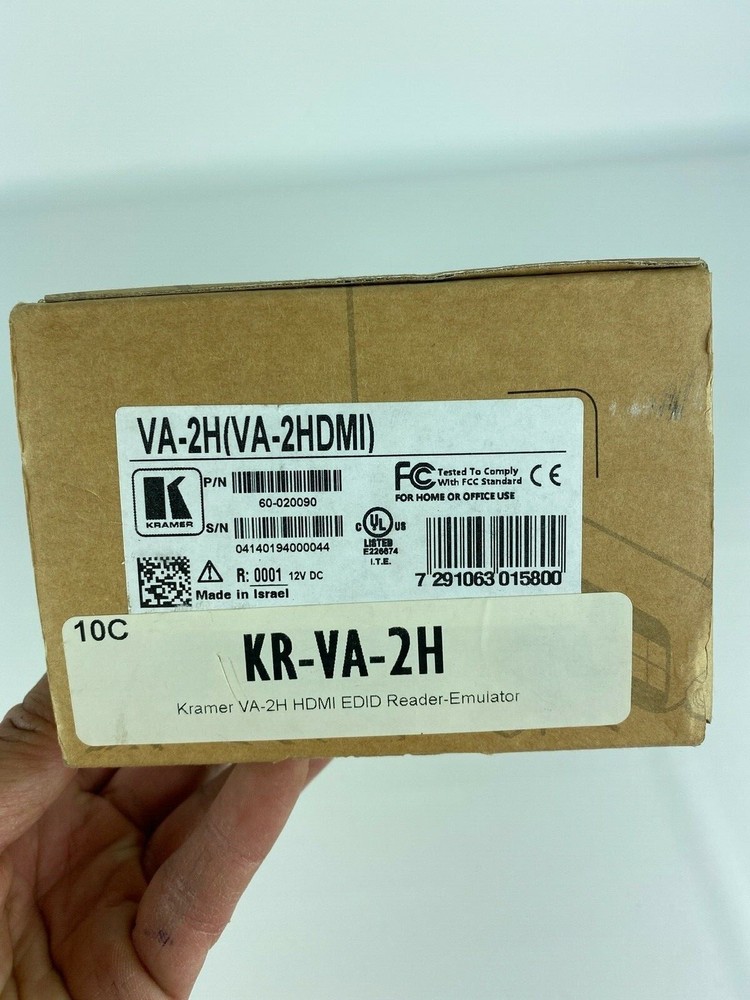 VA-2H(VA-2HDMI)
KRAMER
P/N
60-020090
S/N
04140194000044
R: 0001 12V DC
Made in Israel
FC Tested To Comply
With FCC Standard CE
FOR HOME OR OFFICE USE
C UL US
LISTED
E226674
I.T.E.
7 291063 015800
10C
KR-VA-2H
Kramer VA-2H HDMI EDID Reader-Emulator